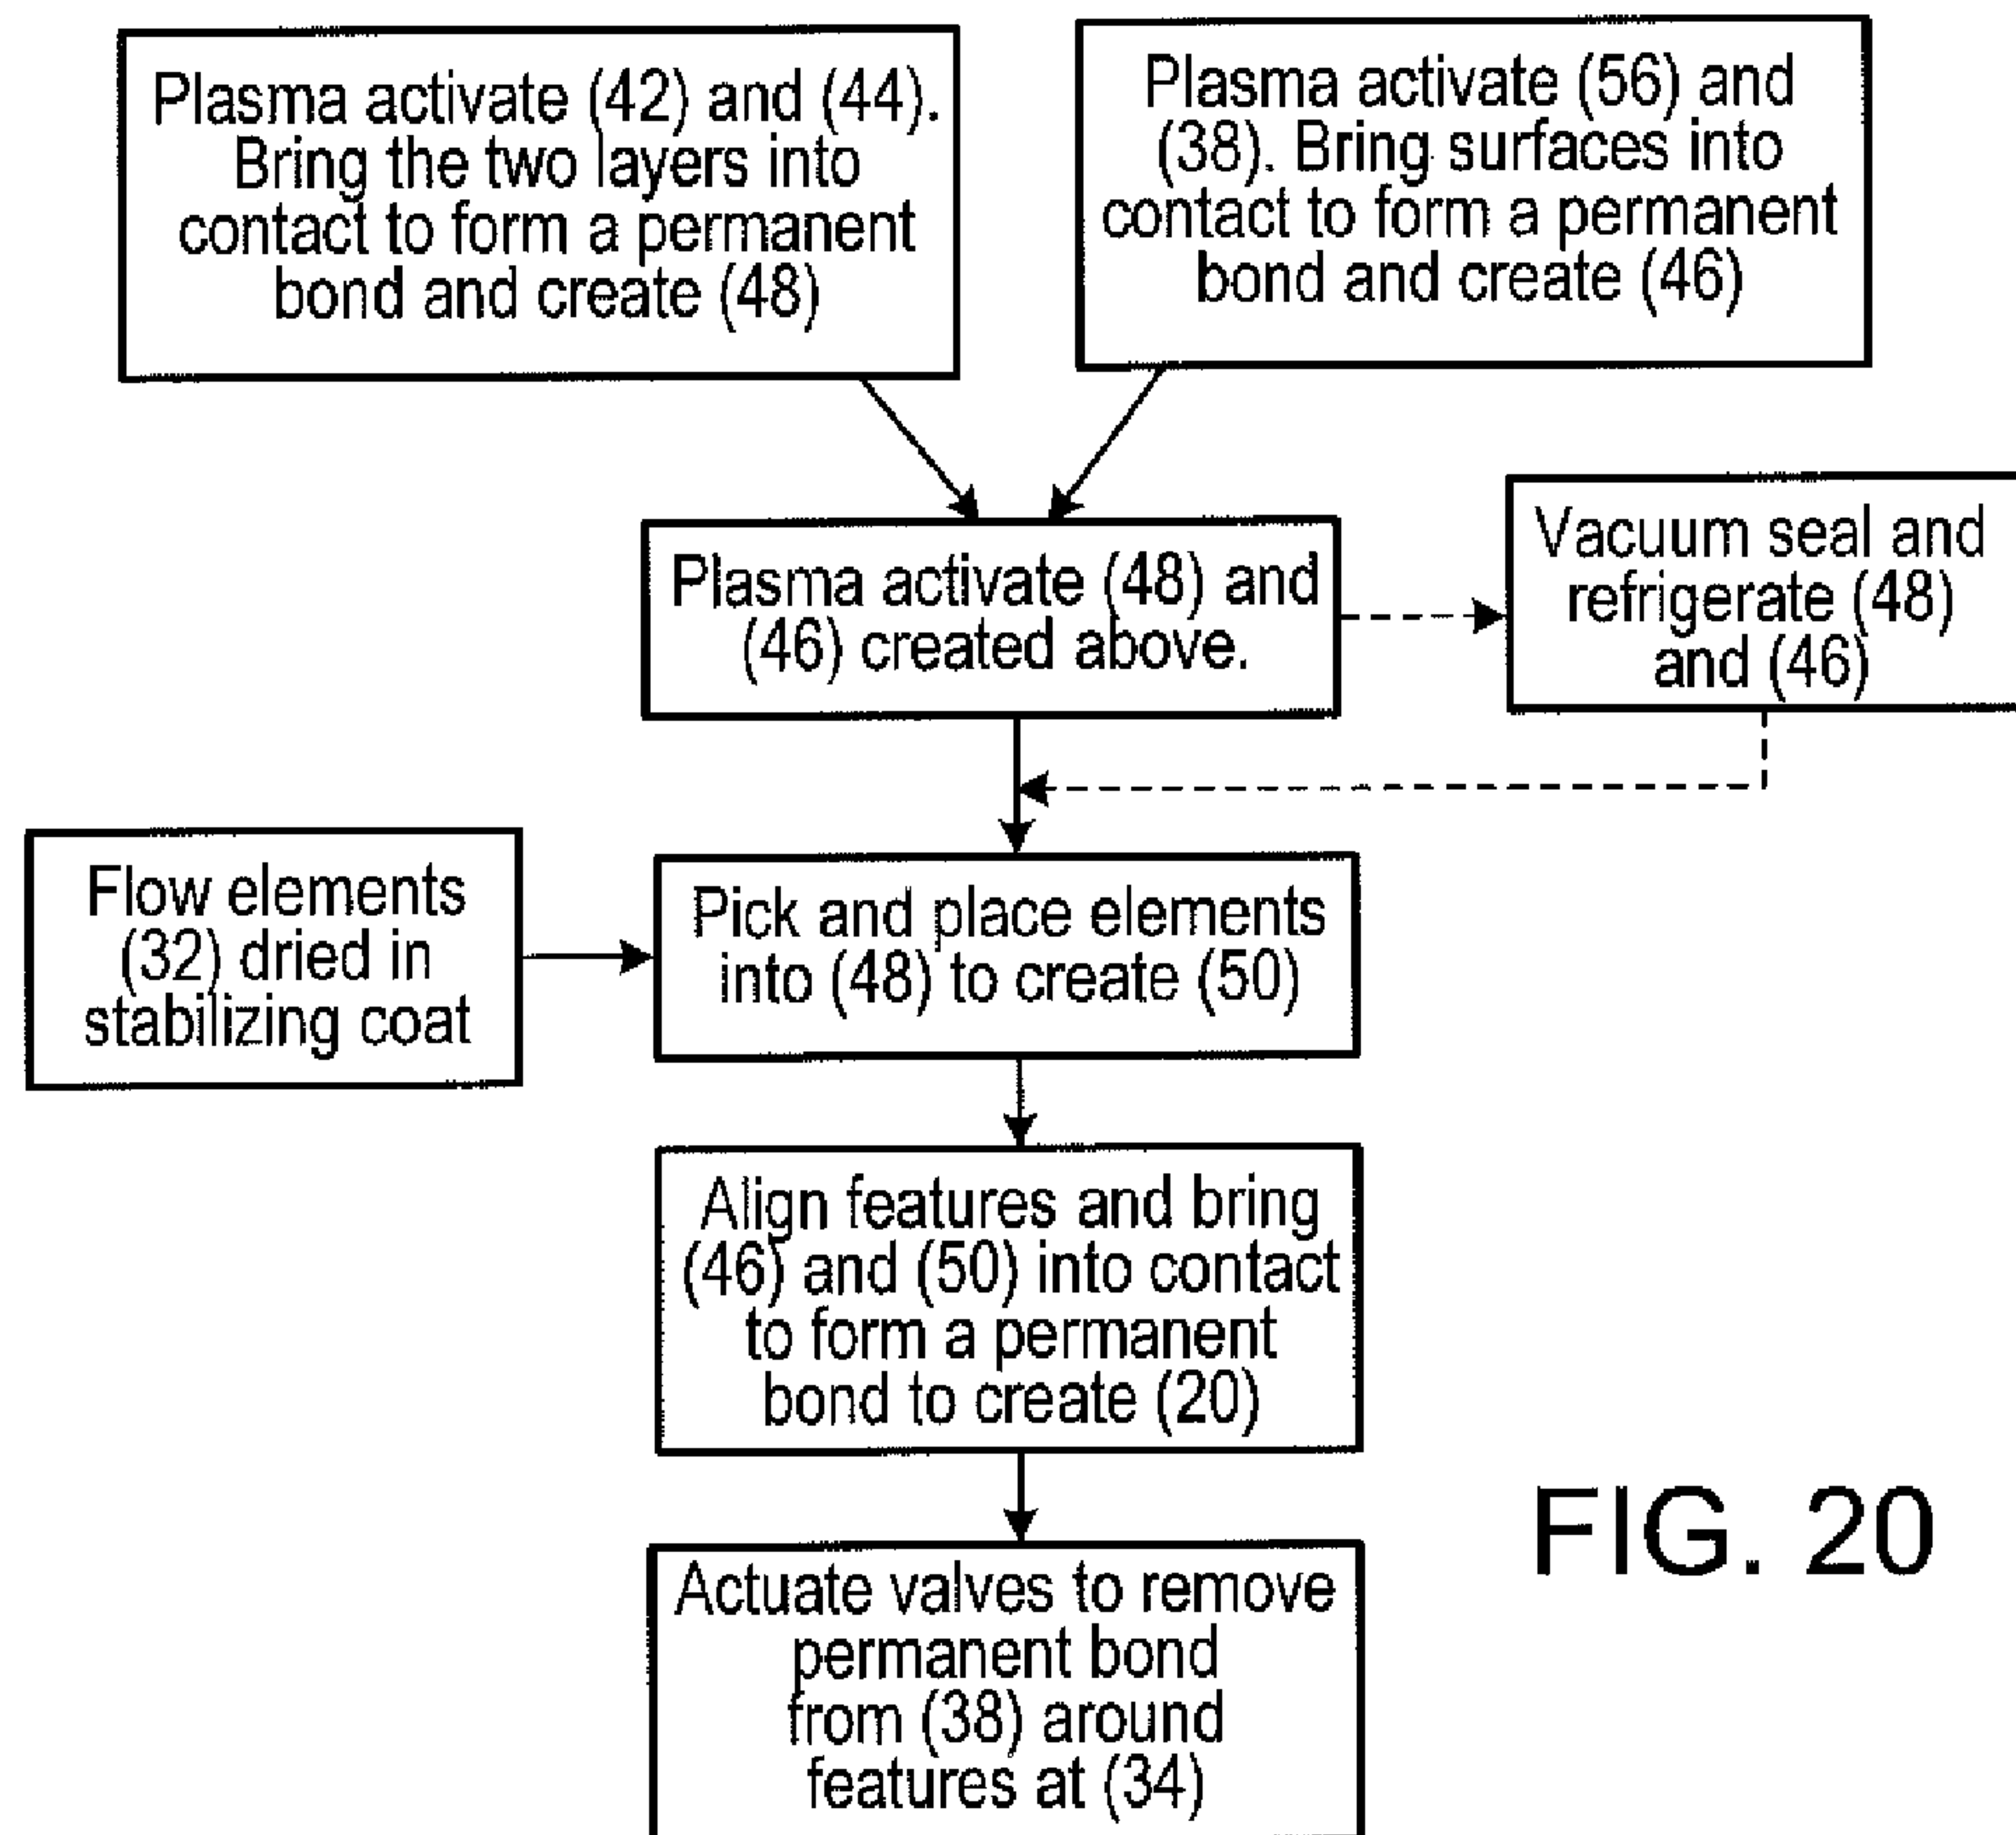 Plasma activate (42) and (44).
Bring the two layers into
contact to form a permanent
bond and create (48)
Plasma activate (56) and
(38). Bring surfaces into
contact to form a permanent
bond and create (46)
Plasma activate (48) and
(46) created above.
Vacuum seal and
refrigerate (48)
and (46)
Flow elements
(32) dried in
stabilizing coat
Pick and place elements
into (48) to create (50)
Align features and bring
(46) and (50) into contact
to form a permanent
bond to create (20)
Actuate valves to remove
permanent bond
from (38) around
features at (34)
FIG. 20